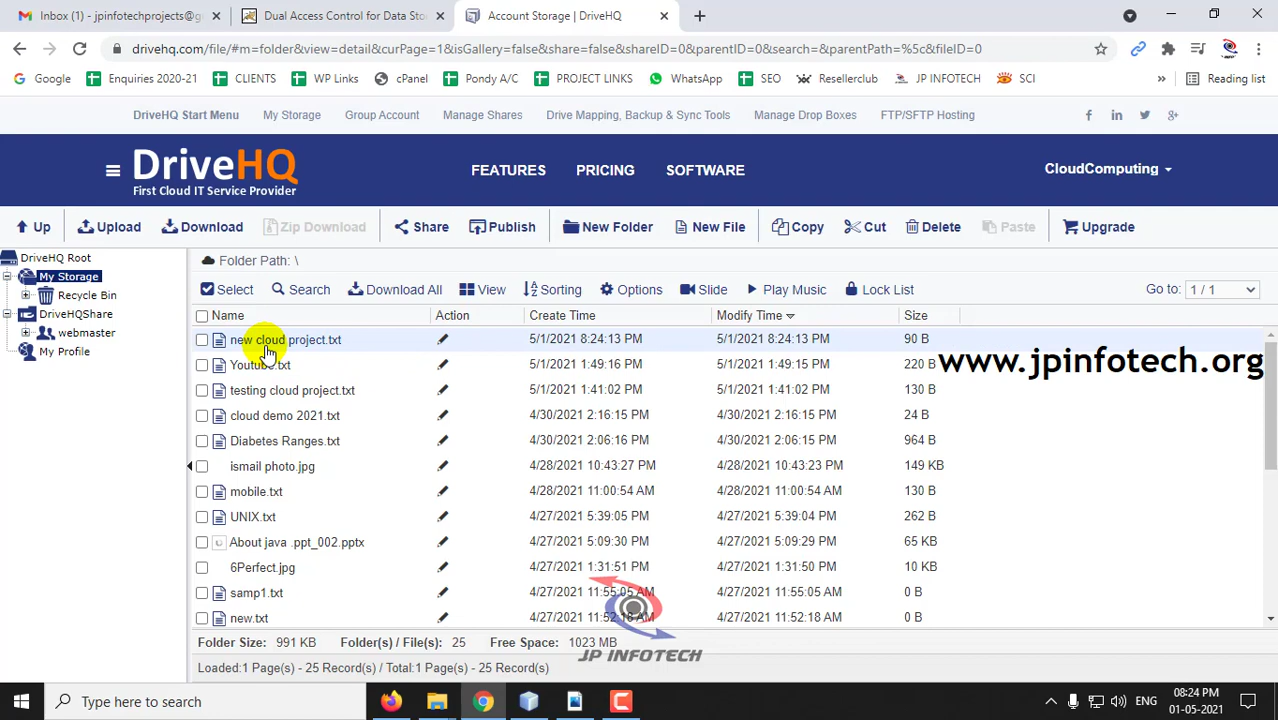 Inbox (1) - jpinfotechprojects@g
Dual Access Control for Data Sto
Account Storage | DriveHQ
drivehq.com/file/#m=folder&view=detail&curPage=1&isGallery=false&share=false&shareID=0&parentID=0&search=&parentPath=%5c&fileID=0
Google Enquiries 2020-21 CLIENTS WP Links cPanel Pondy A/C PROJECT LINKS WhatsApp SEO Resellerclub JP INFOTECH SCI » Reading list
DriveHQ Start Menu My Storage Group Account Manage Shares Drive Mapping, Backup & Sync Tools Manage Drop Boxes FTP/SFTP Hosting
DriveHQ
First Cloud IT Service Provider
FEATURES PRICING SOFTWARE CloudComputing
Up Upload Download Zip Download Share Publish New Folder New File Copy Cut Delete Paste Upgrade
DriveHQ Root
My Storage
Recycle Bin
DriveHQShare
webmaster
My Profile
Folder Path: \
Select Search Download All View Sorting Options Slide Play Music Lock List Go to: 1 / 1
Name Action Create Time Modify Time Size
new cloud project.txt 5/1/2021 8:24:13 PM 5/1/2021 8:24:13 PM 90 B
Youtube.txt 5/1/2021 1:49:16 PM 5/1/2021 1:49:15 PM 220 B
www.jpinfotech.org
testing cloud project.txt 5/1/2021 1:41:02 PM 5/1/2021 1:41:02 PM 130 B
cloud demo 2021.txt 4/30/2021 2:16:15 PM 4/30/2021 2:16:15 PM 24 B
Diabetes Ranges.txt 4/30/2021 2:06:16 PM 4/30/2021 2:06:15 PM 964 B
ismail photo.jpg 4/28/2021 10:43:27 PM 4/28/2021 10:43:23 PM 149 KB
mobile.txt 4/28/2021 11:00:54 AM 4/28/2021 11:00:54 AM 130 B
UNIX.txt 4/27/2021 5:39:05 PM 4/27/2021 5:39:04 PM 262 B
About java .ppt_002.pptx 4/27/2021 5:09:30 PM 4/27/2021 5:09:29 PM 65 KB
6Perfect.jpg 4/27/2021 1:31:51 PM 4/27/2021 1:31:50 PM 10 KB
samp1.txt 4/27/2021 11:55:05 AM 4/27/2021 11:55:05 AM 0 B
new.txt 4/27/2021 11:52:18 AM 4/27/2021 11:52:18 AM 0 B
Folder Size: 991 KB Folder(s) / File(s): 25 Free Space: 1023 MB
JP INFOTECH
Loaded:1 Page(s) - 25 Record(s) / Total:1 Page(s) - 25 Record(s)
Type here to search
ENG
08:24 PM
01-05-2021